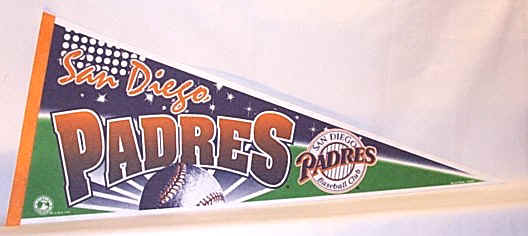 San Diego
PADRES
SAN DIEGO
PADRES
Baseball Club